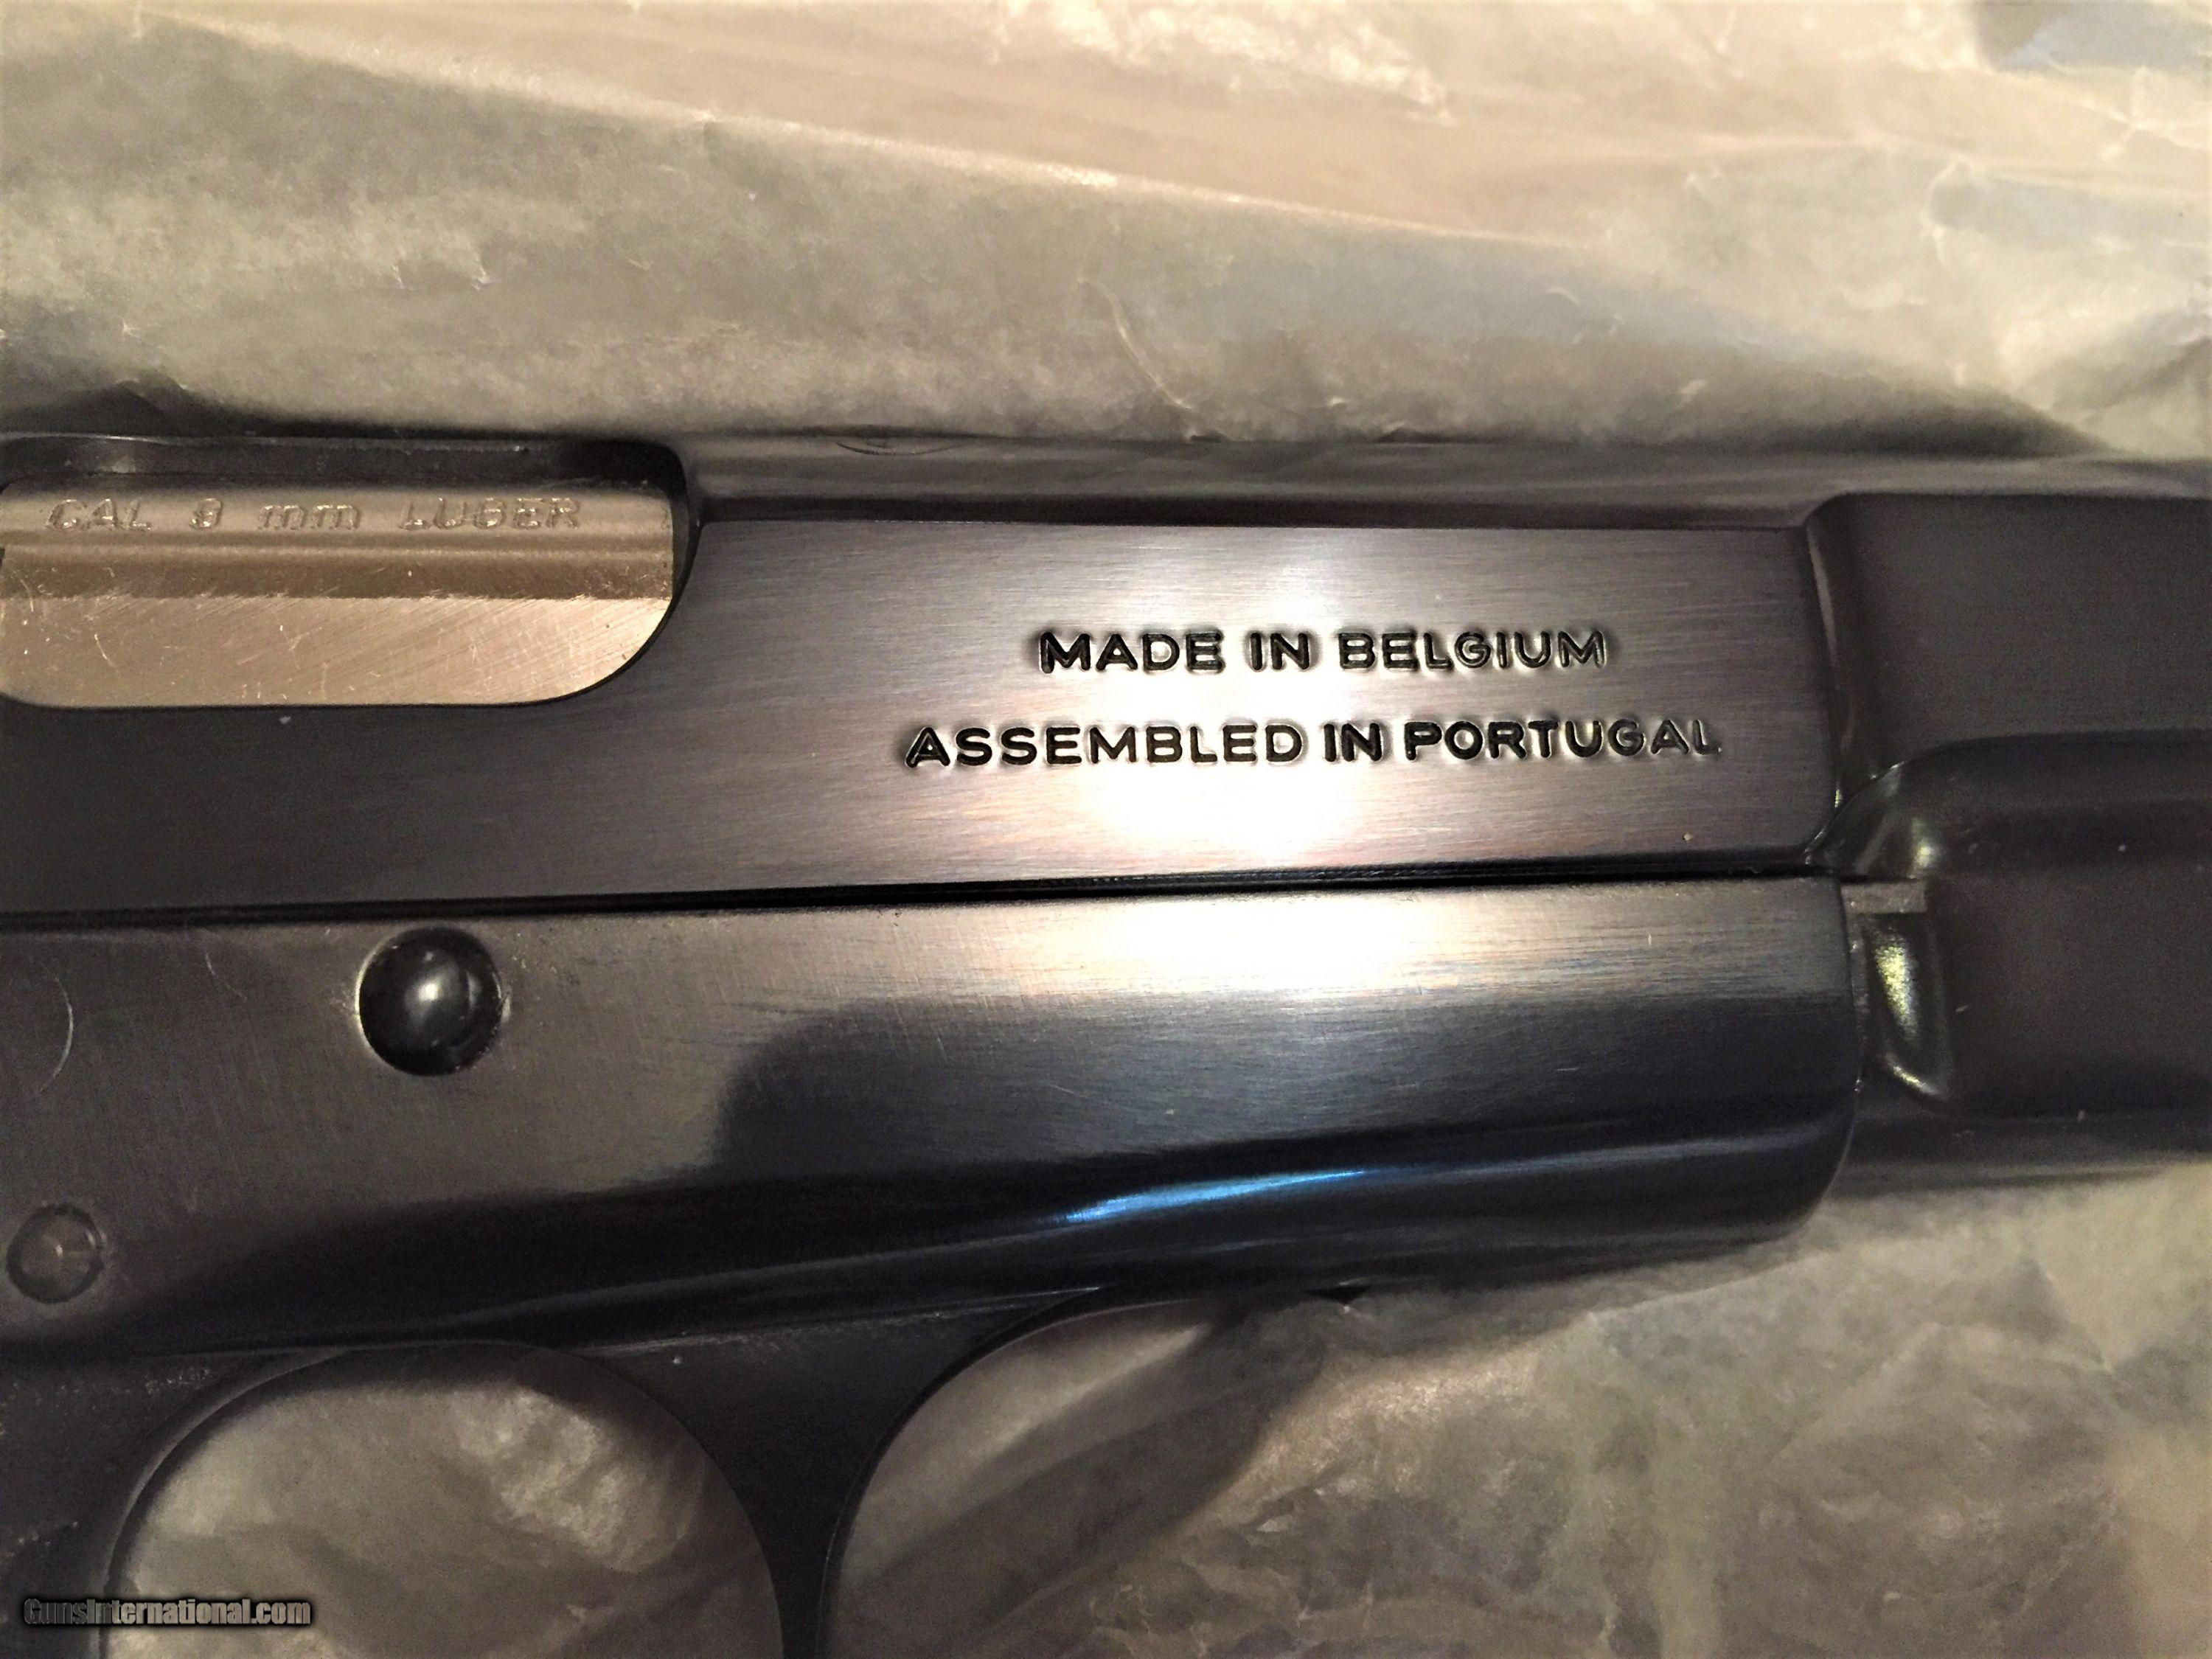 CAL 9 mm LUGER
MADE IN BELGIUM
ASSEMBLED IN PORTUGAL
GunsInternational.com